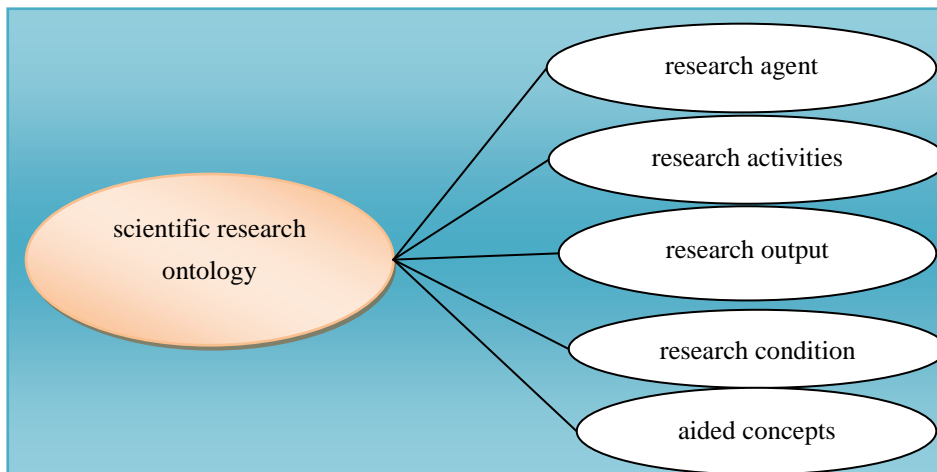 scientific research
ontology
research agent
research activities
research output
research condition
aided concepts